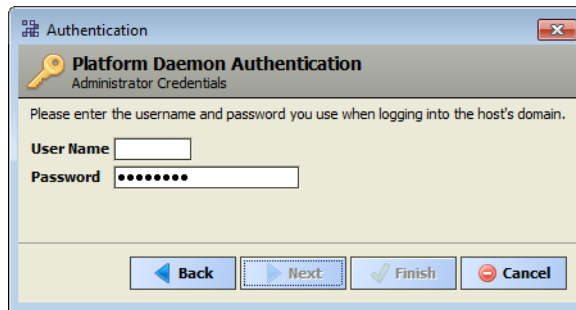 Authentication
Platform Daemon Authentication
Administrator Credentials
Please enter the username and password you use when logging into the host's domain.
User Name
Password ●●●●●●●●
Back Next Finish Cancel